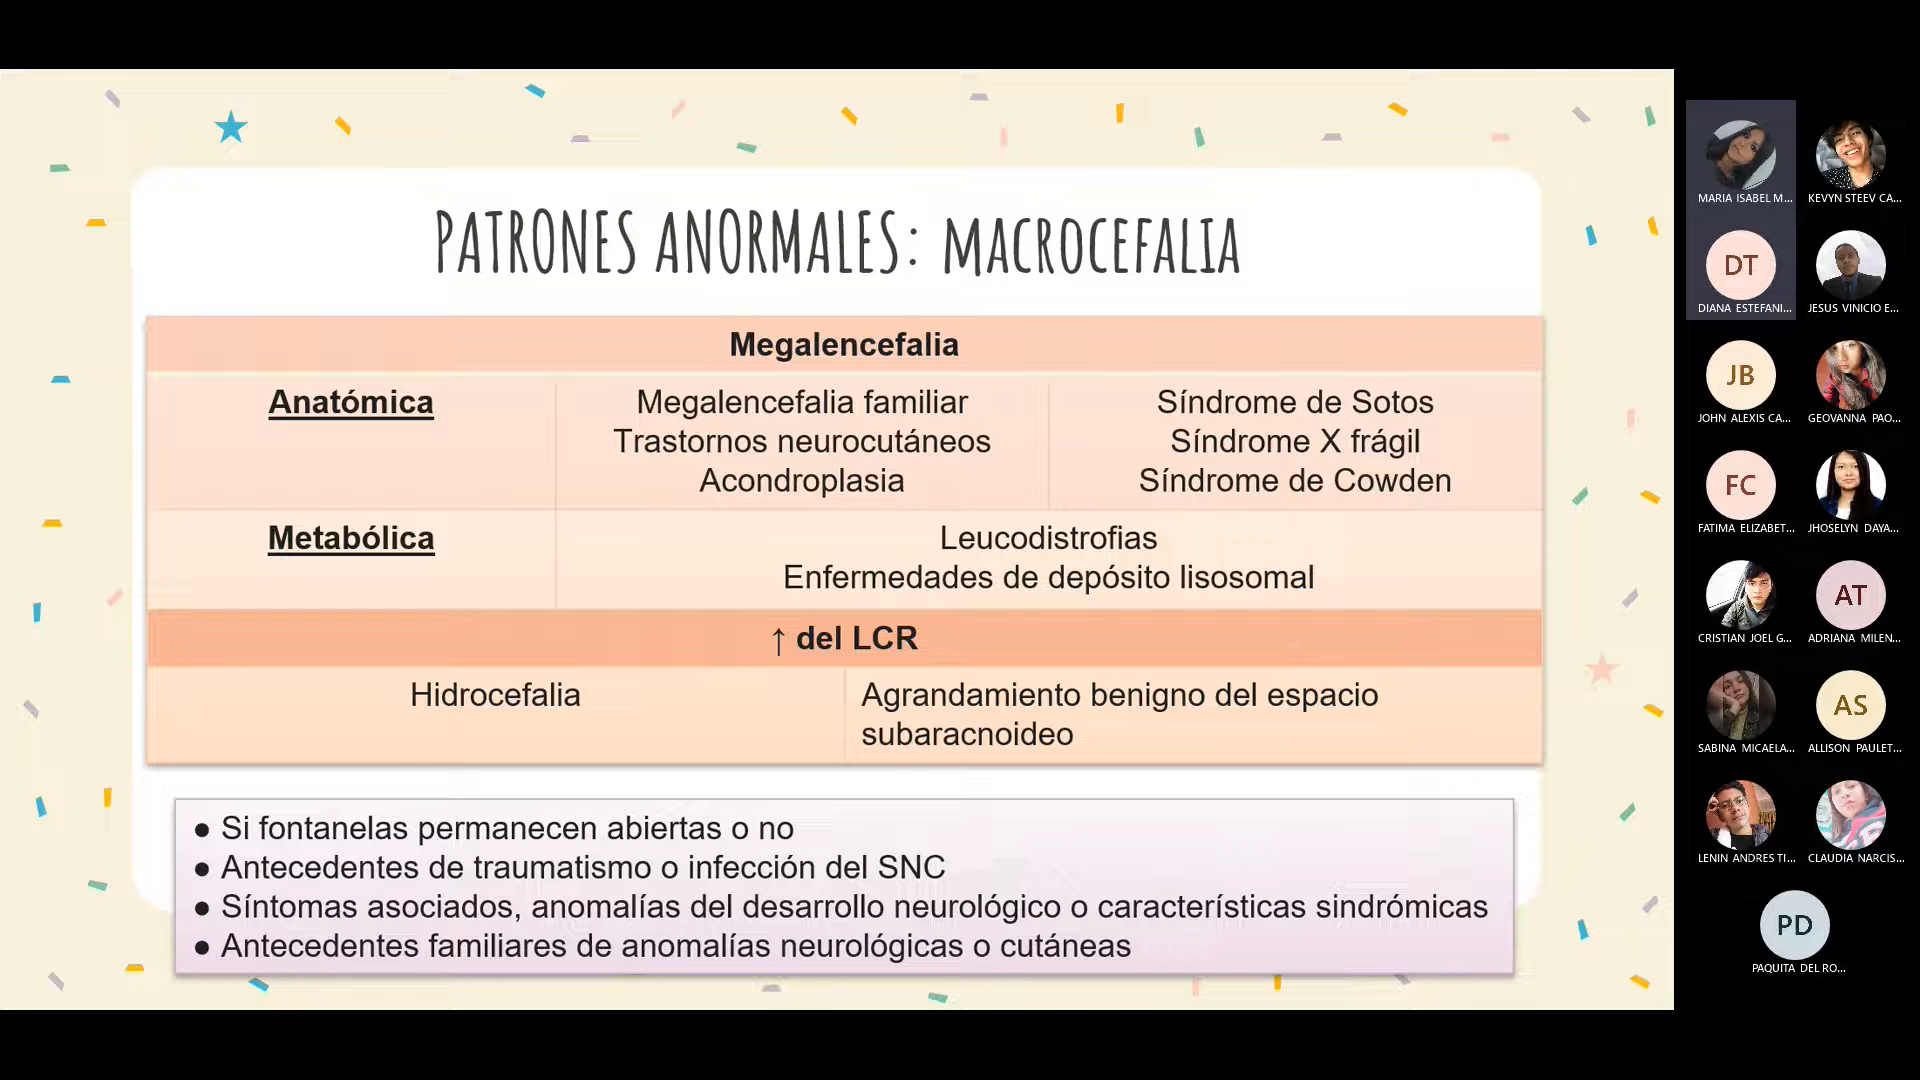 PATRONES ANORMALES: MACROCEFALIA
Megalencefalia
Anatómica
Megalencefalia familiar
Trastornos neurocutáneos
Acondroplasia
Síndrome de Sotos
Síndrome X frágil
Síndrome de Cowden
Metabólica
Leucodistrofias
Enfermedades de depósito lisosomal
↑ del LCR
Hidrocefalia
Agrandamiento benigno del espacio
subaracnoideo
● Si fontanelas permanecen abiertas o no
● Antecedentes de traumatismo o infección del SNC
● Síntomas asociados, anomalías del desarrollo neurológico o características sindrómicas
● Antecedentes familiares de anomalías neurológicas o cutáneas
MARIA ISABEL M...
KEVYN STEEV CA...
DT
DIANA ESTEFANI...
JESUS VINICIO E...
JB
JOHN ALEXIS CA...
GEOVANNA PAO...
FC
FATIMA ELIZABET...
JHOSELYN DAYA...
CRISTIAN JOEL G...
AT
ADRIANA MILEN...
SABINA MICAELA...
AS
ALLISON PAULET...
LENIN ANDRES TI...
CLAUDIA NARCIS...
PD
PAQUITA DEL RO...